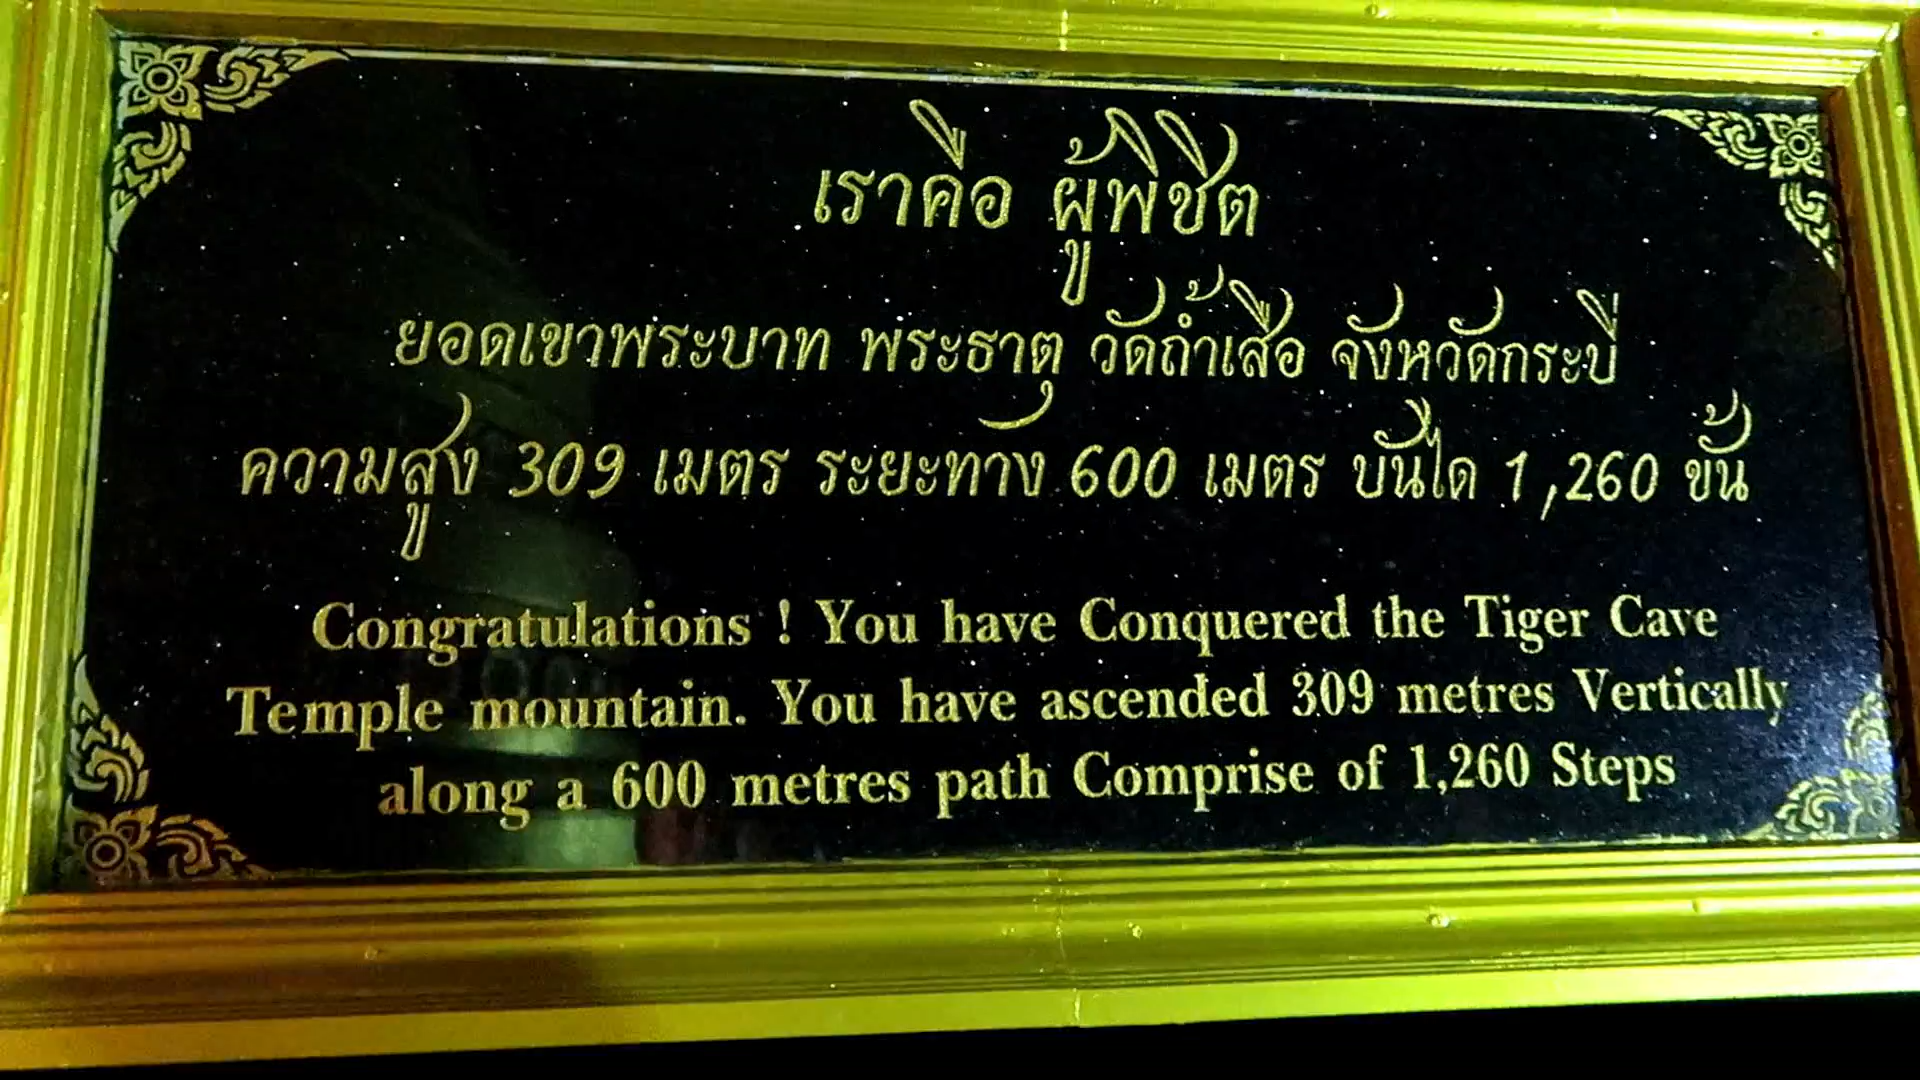 เราคือ ผู้พิชิต
ยอดเขาพระบาท พระธาตุ วัดถ้ำเสือ จังหวัดกระบี่
ความสูง 309 เมตร ระยะทาง 600 เมตร บันได 1,260 ขั้น
Congratulations ! You have Conquered the Tiger Cave
Temple mountain. You have ascended 309 metres Vertically
along a 600 metres path Comprise of 1,260 Steps